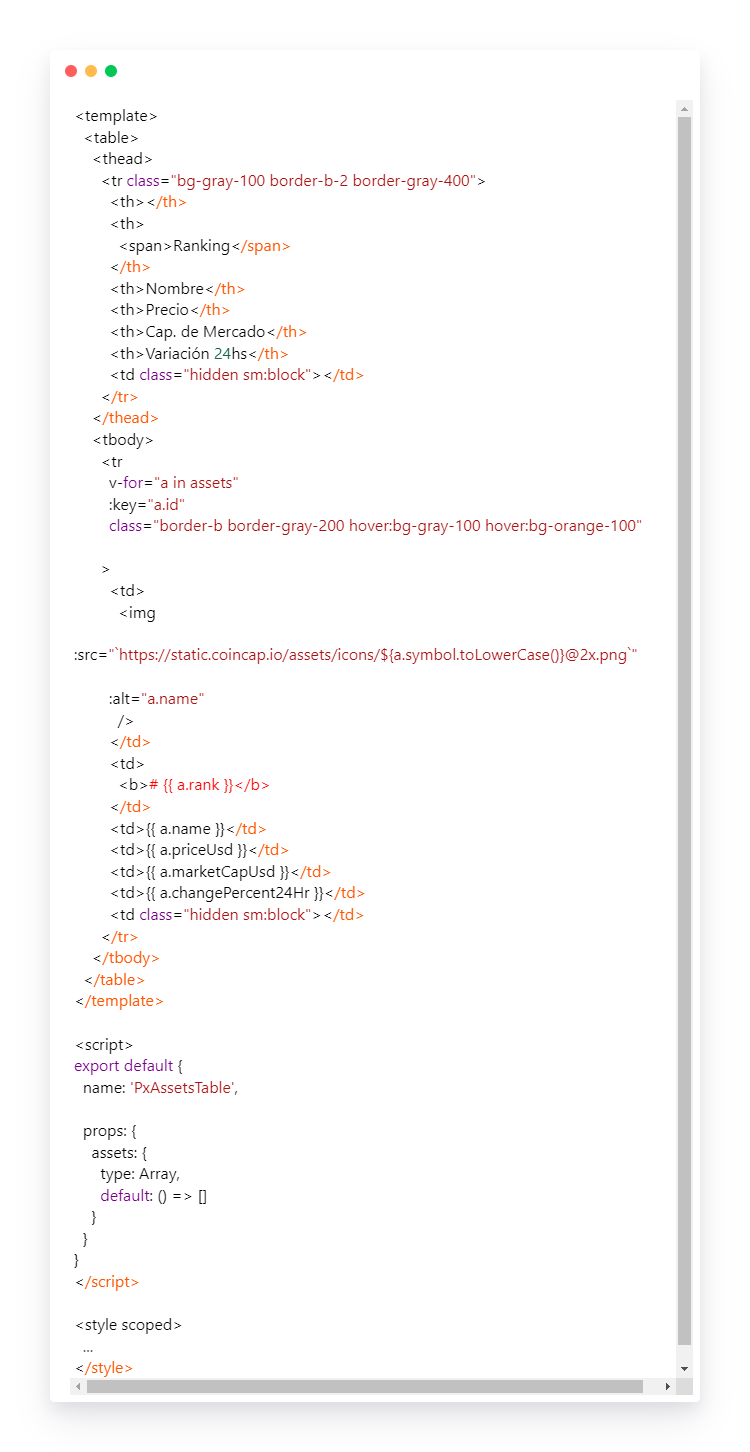 <template>
  <table>
    <thead>
      <tr class="bg-gray-100 border-b-2 border-gray-400">
        <th></th>
        <th>
          <span>Ranking</span>
        </th>
        <th>Nombre</th>
        <th>Precio</th>
        <th>Cap. de Mercado</th>
        <th>Variación 24hs</th>
        <td class="hidden sm:block"></td>
      </tr>
    </thead>
    <tbody>
      <tr
        v-for="a in assets"
        :key="a.id"
        class="border-b border-gray-200 hover:bg-gray-100 hover:bg-orange-100"

      >
        <td>
          <img

:src="`https://static.coincap.io/assets/icons/${a.symbol.toLowerCase()}@2x.png`"

        :alt="a.name"
          />
        </td>
        <td>
          <b># {{ a.rank }}</b>
        </td>
        <td>{{ a.name }}</td>
        <td>{{ a.priceUsd }}</td>
        <td>{{ a.marketCapUsd }}</td>
        <td>{{ a.changePercent24Hr }}</td>
        <td class="hidden sm:block"></td>
      </tr>
    </tbody>
  </table>
</template>

<script>
export default {
  name: 'PxAssetsTable',

  props: {
    assets: {
      type: Array,
      default: () => []
    }
  }
}
</script>

<style scoped>
  ...
</style>